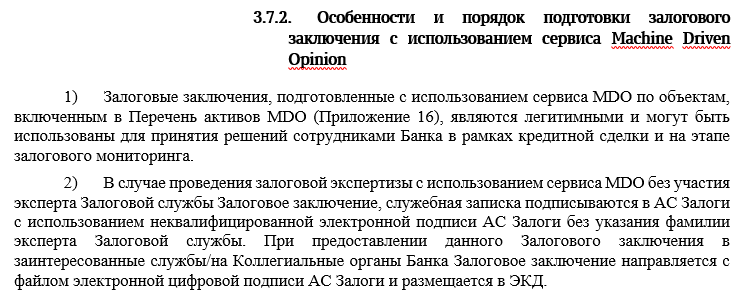 3.7.2. Особенности и порядок подготовки залогового
заключения с использованием сервиса Machine Driven
Opinion
1) Залоговые заключения, подготовленные с использованием сервиса MDO по объектам,
включенным в Перечень активов MDO (Приложение 16), являются легитимными и могут быть
использованы для принятия решений сотрудниками Банка в рамках кредитной сделки и на этапе
залогового мониторинга.
2) В случае проведения залоговой экспертизы с использованием сервиса MDO без участия
эксперта Залоговой службы Залоговое заключение, служебная записка подписываются в АС Залоги
с использованием неквалифицированной электронной подписи АС Залоги без указания фамилии
эксперта Залоговой службы. При предоставлении данного Залогового заключения в
заинтересованные службы/на Коллегиальные органы Банка Залоговое заключение направляется с
файлом электронной цифровой подписи АС Залоги и размещается в ЭКД.